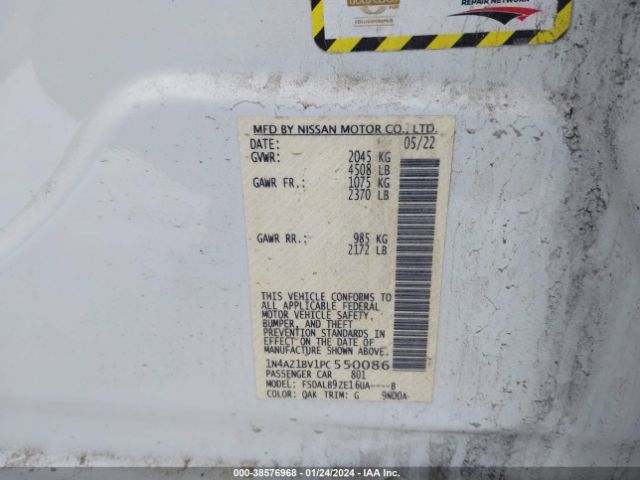 GOLD CLASS
REPAIR NETWORK
MFD BY NISSAN MOTOR CO., LTD.
DATE: 05/22
GVWR: 2045 KG
4508 LB
GAWR FR.: 1075 KG
2370 LB
GAWR RR.: 985 KG
2172 LB
THIS VEHICLE CONFORMS TO
ALL APPLICABLE FEDERAL
MOTOR VEHICLE SAFETY,
BUMPER, AND THEFT
PREVENTION STANDARDS IN
EFFECT ON THE DATE OF
MANUFACTURE SHOWN ABOVE.
1N4AZ1BV1PC550086
PASSENGER CAR 801
MODEL: FSDALB9ZE16UA----B
COLOR: QAK TRIM: G 9N00A
000-38576968 - 01/24/2024 - IAA Inc.